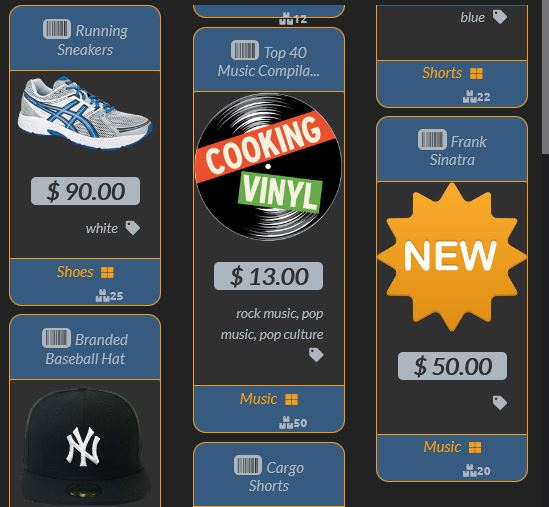 Running
Sneakers
$ 90.00
white
Shoes
25
Branded
Baseball Hat
NY
12
Top 40
Music Compila...
COOKING
VINYL
$ 13.00
rock music, pop
music, pop culture
Music
50
Cargo
Shorts
blue
Shorts
22
Frank
Sinatra
NEW
$ 50.00
Music
20